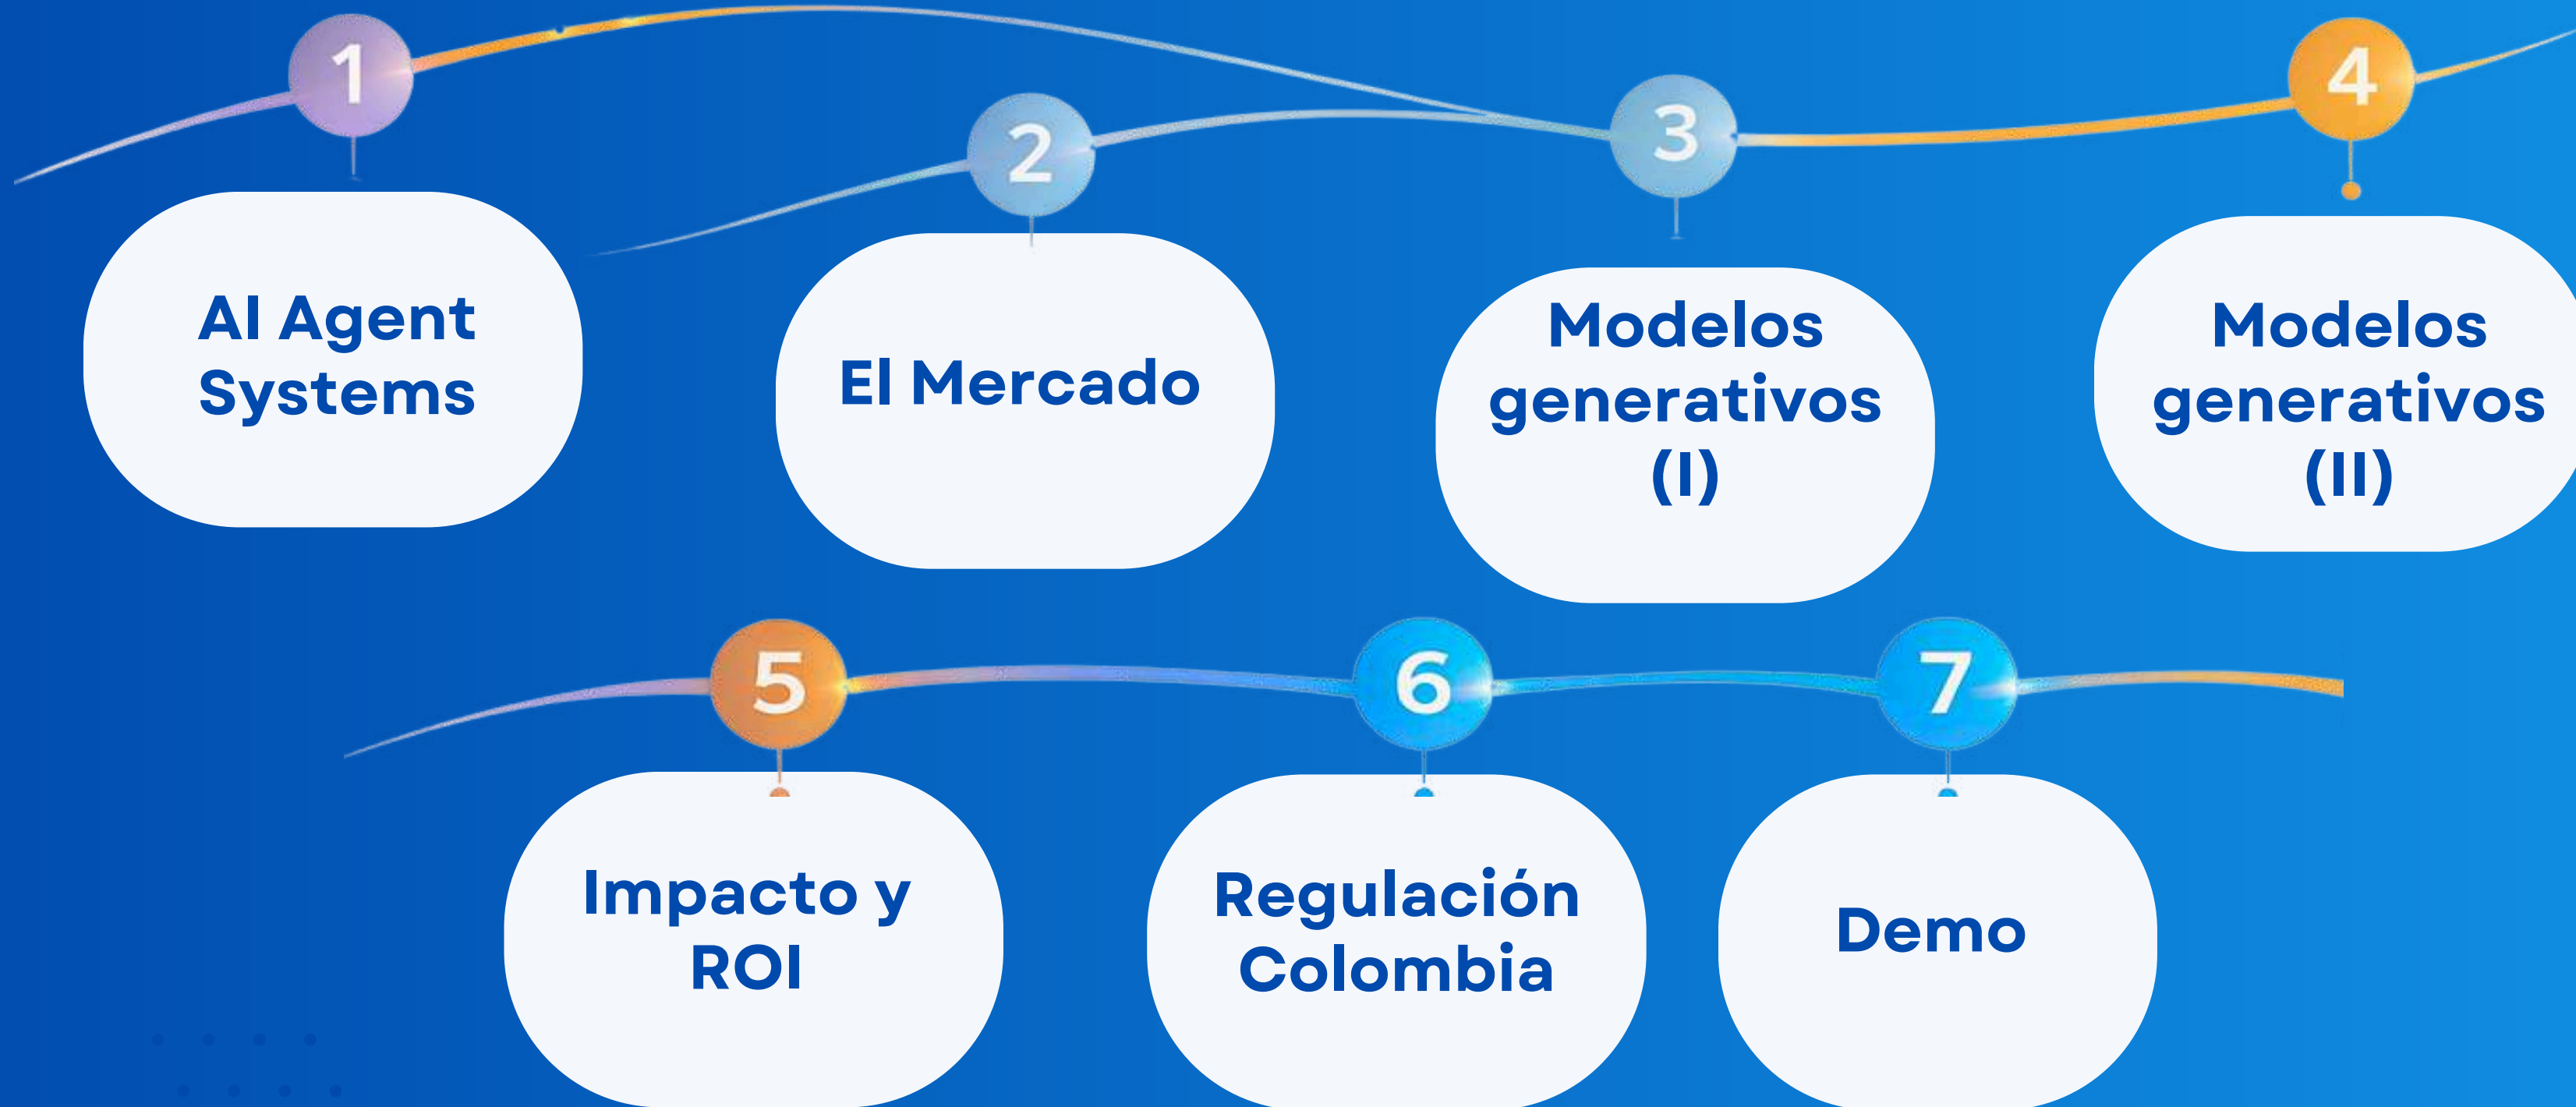 1
AI Agent
Systems
2
El Mercado
3
Modelos
generativos
(I)
4
Modelos
generativos
(II)
5
Impacto y
ROI
6
Regulación
Colombia
7
Demo